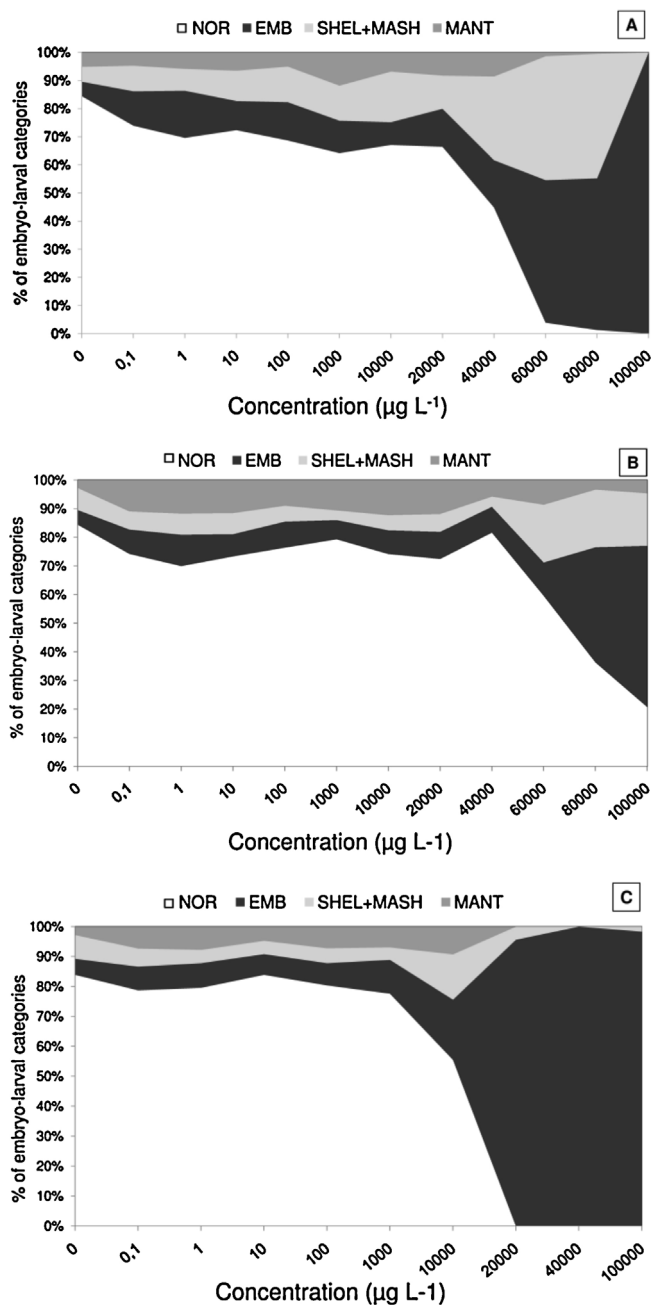 A
NOR EMB SHEL+MASH MANT
% of embryo-larval categories
100%
90%
80%
70%
60%
50%
40%
30%
20%
10%
0%
0 0,1 1 10 100 1000 10000 20000 40000 60000 80000 100000
Concentration (µg L⁻¹)
B
NOR EMB SHEL+MASH MANT
% of embryo-larval categories
100%
90%
80%
70%
60%
50%
40%
30%
20%
10%
0%
0 0,1 1 10 100 1000 10000 20000 40000 60000 80000 100000
Concentration (µg L-1)
C
NOR EMB SHEL+MASH MANT
% of embryo-larval categories
100%
90%
80%
70%
60%
50%
40%
30%
20%
10%
0%
0 0,1 1 10 100 1000 10000 20000 40000 100000
Concentration (µg L⁻¹)